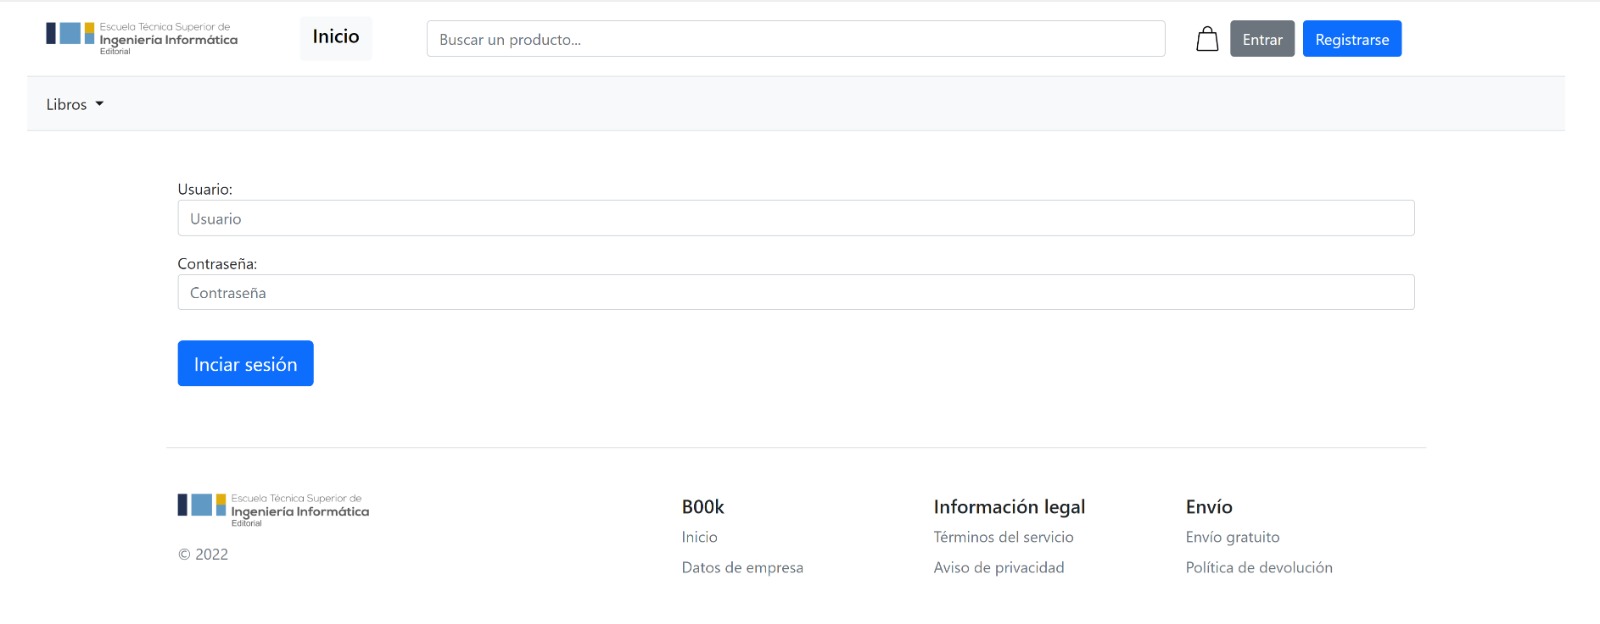 Escuela Técnica Superior de
Ingeniería Informática
Editorial
Inicio
Buscar un producto...
Entrar
Registrarse
Libros
Usuario:
Usuario
Contraseña:
Contraseña
Inciar sesión
Escuela Técnica Superior de
Ingeniería Informática
Editorial
© 2022
B00k
Inicio
Datos de empresa
Información legal
Términos del servicio
Aviso de privacidad
Envío
Envío gratuito
Política de devolución